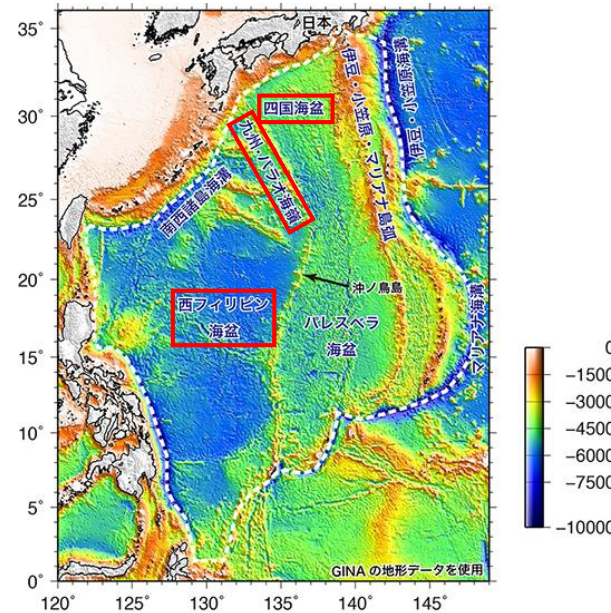 日本
35°
30°
25°
20°
15°
10°
5°
0°
四国海盆
九州・パラオ海嶺
伊豆・小笠原・マリアナ島弧
伊豆・小笠原海溝
南西諸島海溝
沖ノ鳥島
西フィリピン
海盆
パレスベラ
海盆
マリアナ海溝
GINA の地形データを使用
120°
125°
130°
135°
140°
145°
0
−1500
−3000
−4500
−6000
−7500
−10000